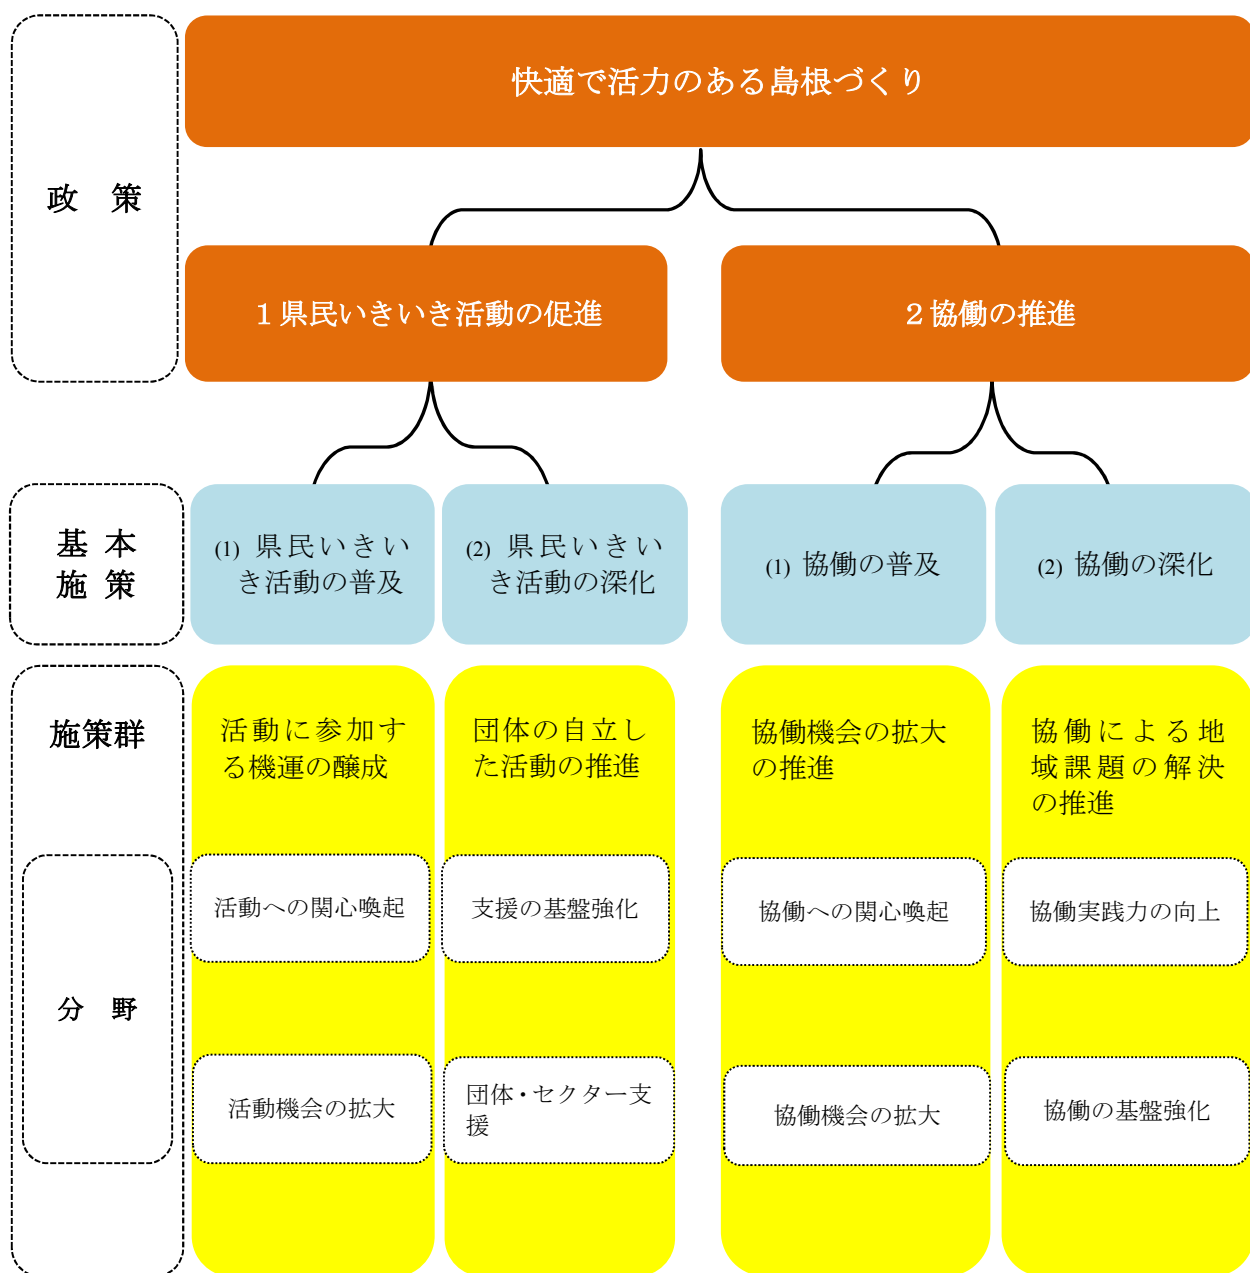 快適で活力のある島根づくり
政　策
１県民いきいき活動の促進
２協働の推進
基 本
施 策
(1) 県民いきい
き活動の普及
(2) 県民いきい
き活動の深化
(1) 協働の普及
(2) 協働の深化
施策群
活動に参加す
る機運の醸成
団体の自立し
た活動の推進
協働機会の拡大
の推進
協働による地
域課題の解決
の推進
分　野
活動への関心喚起
支援の基盤強化
協働への関心喚起
協働実践力の向上
活動機会の拡大
団体・セクター支
援
協働機会の拡大
協働の基盤強化